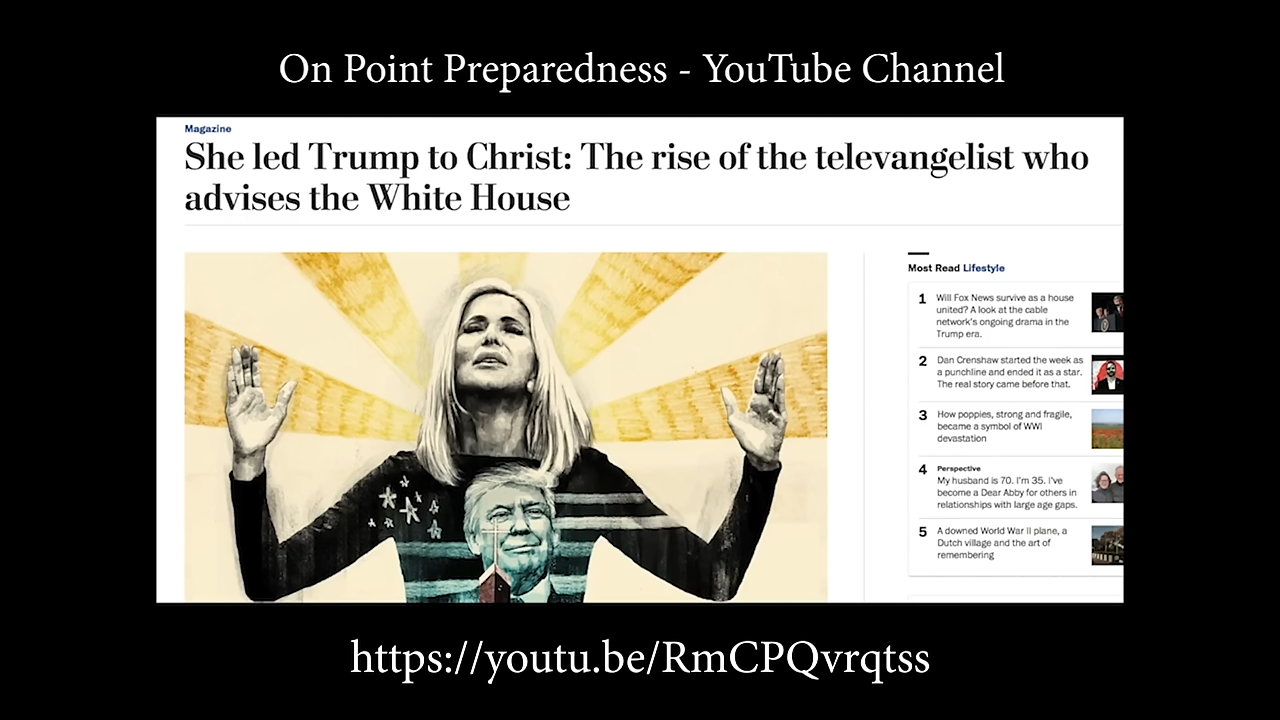 On Point Preparedness - YouTube Channel
Magazine
She led Trump to Christ: The rise of the televangelist who
advises the White House
Most Read Lifestyle
1 Will Fox News survive as a house
united? A look at the cable
network's ongoing drama in the
Trump era.
2 Dan Crenshaw started the week as
a punchline and ended it as a star.
The real story came before that.
3 How poppies, strong and fragile,
became a symbol of WWI
devastation
4 Perspective
My husband is 70. I'm 35. I've
become a Dear Abby for others in
relationships with large age gaps.
5 A downed World War II plane, a
Dutch village and the art of
remembering
https://youtu.be/RmCPQvrqtss